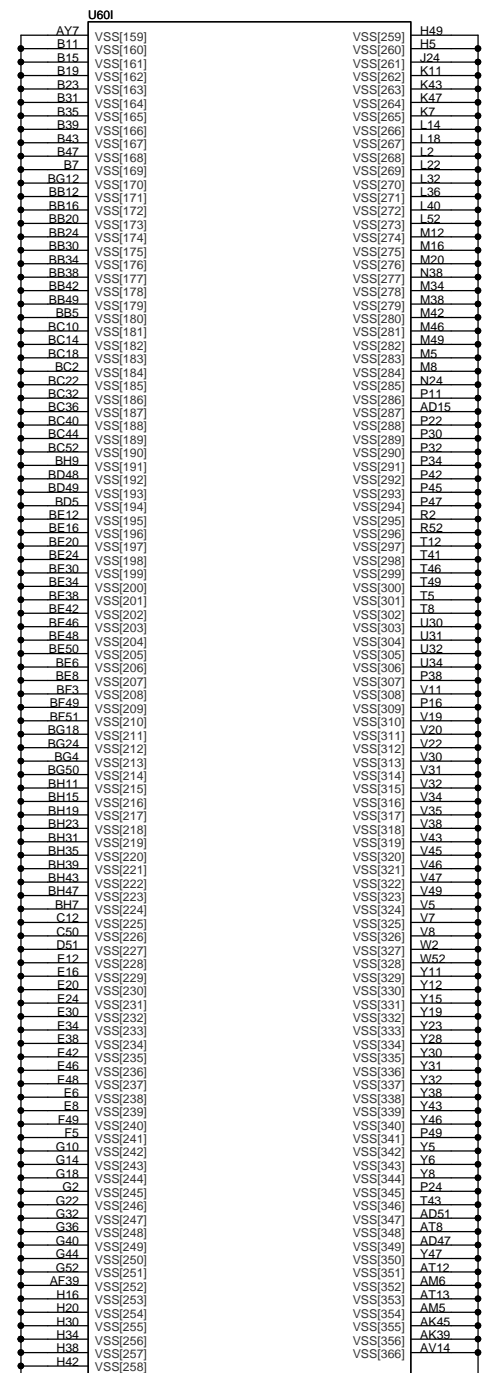 U60I
AY7 VSS[159] VSS[259] H49
B11 VSS[160] VSS[260] H5
B15 VSS[161] VSS[261] J24
B19 VSS[162] VSS[262] K11
B23 VSS[163] VSS[263] K43
B31 VSS[164] VSS[264] K47
B35 VSS[165] VSS[265] K7
B39 VSS[166] VSS[266] L14
B43 VSS[167] VSS[267] L18
B47 VSS[168] VSS[268] L2
B7 VSS[169] VSS[269] L22
BG12 VSS[170] VSS[270] L32
BB12 VSS[171] VSS[271] L36
BB16 VSS[172] VSS[272] L40
BB20 VSS[173] VSS[273] L52
BB24 VSS[174] VSS[274] M12
BB30 VSS[175] VSS[275] M16
BB34 VSS[176] VSS[276] M20
BB38 VSS[177] VSS[277] N38
BB42 VSS[178] VSS[278] M34
BB49 VSS[179] VSS[279] M38
BB5 VSS[180] VSS[280] M42
BC10 VSS[181] VSS[281] M46
BC14 VSS[182] VSS[282] M49
BC18 VSS[183] VSS[283] M5
BC2 VSS[184] VSS[284] M8
BC22 VSS[185] VSS[285] N24
BC32 VSS[186] VSS[286] P11
BC36 VSS[187] VSS[287] AD15
BC40 VSS[188] VSS[288] P22
BC44 VSS[189] VSS[289] P30
BC52 VSS[190] VSS[290] P32
BH9 VSS[191] VSS[291] P34
BD48 VSS[192] VSS[292] P42
BD49 VSS[193] VSS[293] P45
BD5 VSS[194] VSS[294] P47
BE12 VSS[195] VSS[295] R2
BE16 VSS[196] VSS[296] R52
BE20 VSS[197] VSS[297] T12
BE24 VSS[198] VSS[298] T41
BE30 VSS[199] VSS[299] T46
BE34 VSS[200] VSS[300] T49
BE38 VSS[201] VSS[301] T5
BE42 VSS[202] VSS[302] T8
BE46 VSS[203] VSS[303] U30
BE48 VSS[204] VSS[304] U31
BE50 VSS[205] VSS[305] U32
BE6 VSS[206] VSS[306] U34
BE8 VSS[207] VSS[307] P38
BF3 VSS[208] VSS[308] V11
BF49 VSS[209] VSS[309] P16
BF51 VSS[210] VSS[310] V19
BG18 VSS[211] VSS[311] V20
BG24 VSS[212] VSS[312] V22
BG4 VSS[213] VSS[313] V30
BG50 VSS[214] VSS[314] V31
BH11 VSS[215] VSS[315] V32
BH15 VSS[216] VSS[316] V34
BH19 VSS[217] VSS[317] V35
BH23 VSS[218] VSS[318] V38
BH31 VSS[219] VSS[319] V43
BH35 VSS[220] VSS[320] V45
BH39 VSS[221] VSS[321] V46
BH43 VSS[222] VSS[322] V47
BH47 VSS[223] VSS[323] V49
BH7 VSS[224] VSS[324] V5
C12 VSS[225] VSS[325] V7
C50 VSS[226] VSS[326] V8
D51 VSS[227] VSS[327] W2
E12 VSS[228] VSS[328] W52
E16 VSS[229] VSS[329] Y11
E20 VSS[230] VSS[330] Y12
E24 VSS[231] VSS[331] Y15
E30 VSS[232] VSS[332] Y19
E34 VSS[233] VSS[333] Y23
E38 VSS[234] VSS[334] Y28
E42 VSS[235] VSS[335] Y30
E46 VSS[236] VSS[336] Y31
E48 VSS[237] VSS[337] Y32
E6 VSS[238] VSS[338] Y38
E8 VSS[239] VSS[339] Y43
F49 VSS[240] VSS[340] Y46
F5 VSS[241] VSS[341] P49
G10 VSS[242] VSS[342] Y5
G14 VSS[243] VSS[343] Y6
G18 VSS[244] VSS[344] Y8
G2 VSS[245] VSS[345] P24
G22 VSS[246] VSS[346] T43
G32 VSS[247] VSS[347] AD51
G36 VSS[248] VSS[348] AT8
G40 VSS[249] VSS[349] AD47
G44 VSS[250] VSS[350] Y47
G52 VSS[251] VSS[351] AT12
AF39 VSS[252] VSS[352] AM6
H16 VSS[253] VSS[353] AT13
H20 VSS[254] VSS[354] AM5
H30 VSS[255] VSS[355] AK45
H34 VSS[256] VSS[356] AK39
H38 VSS[257] VSS[366] AV14
H42 VSS[258]